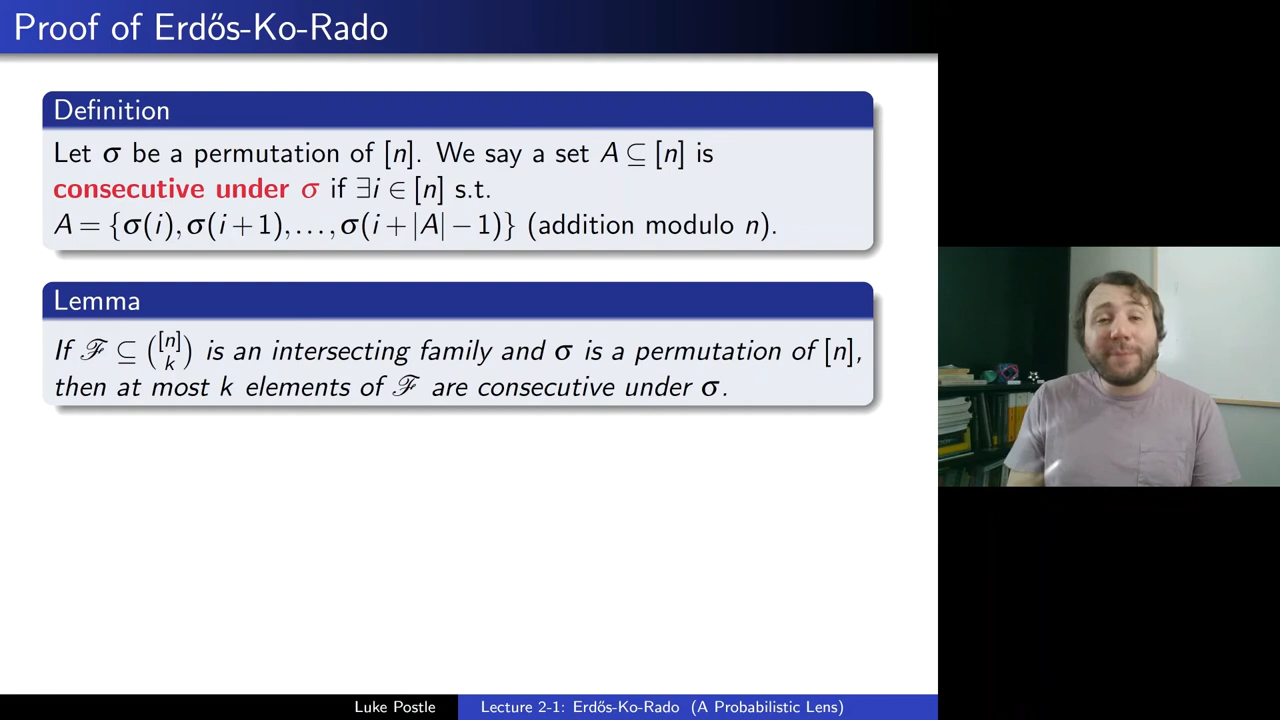 Proof of Erdős-Ko-Rado
Definition
Let σ be a permutation of [n]. We say a set A ⊆ [n] is
consecutive under σ if ∃i ∈ [n] s.t.
A = {σ(i), σ(i + 1), . . . , σ(i + |A| − 1)} (addition modulo n).
Lemma
If ℱ ⊆ ([n] k) is an intersecting family and σ is a permutation of [n],
then at most k elements of ℱ are consecutive under σ.
Luke Postle
Lecture 2-1: Erdős-Ko-Rado (A Probabilistic Lens)